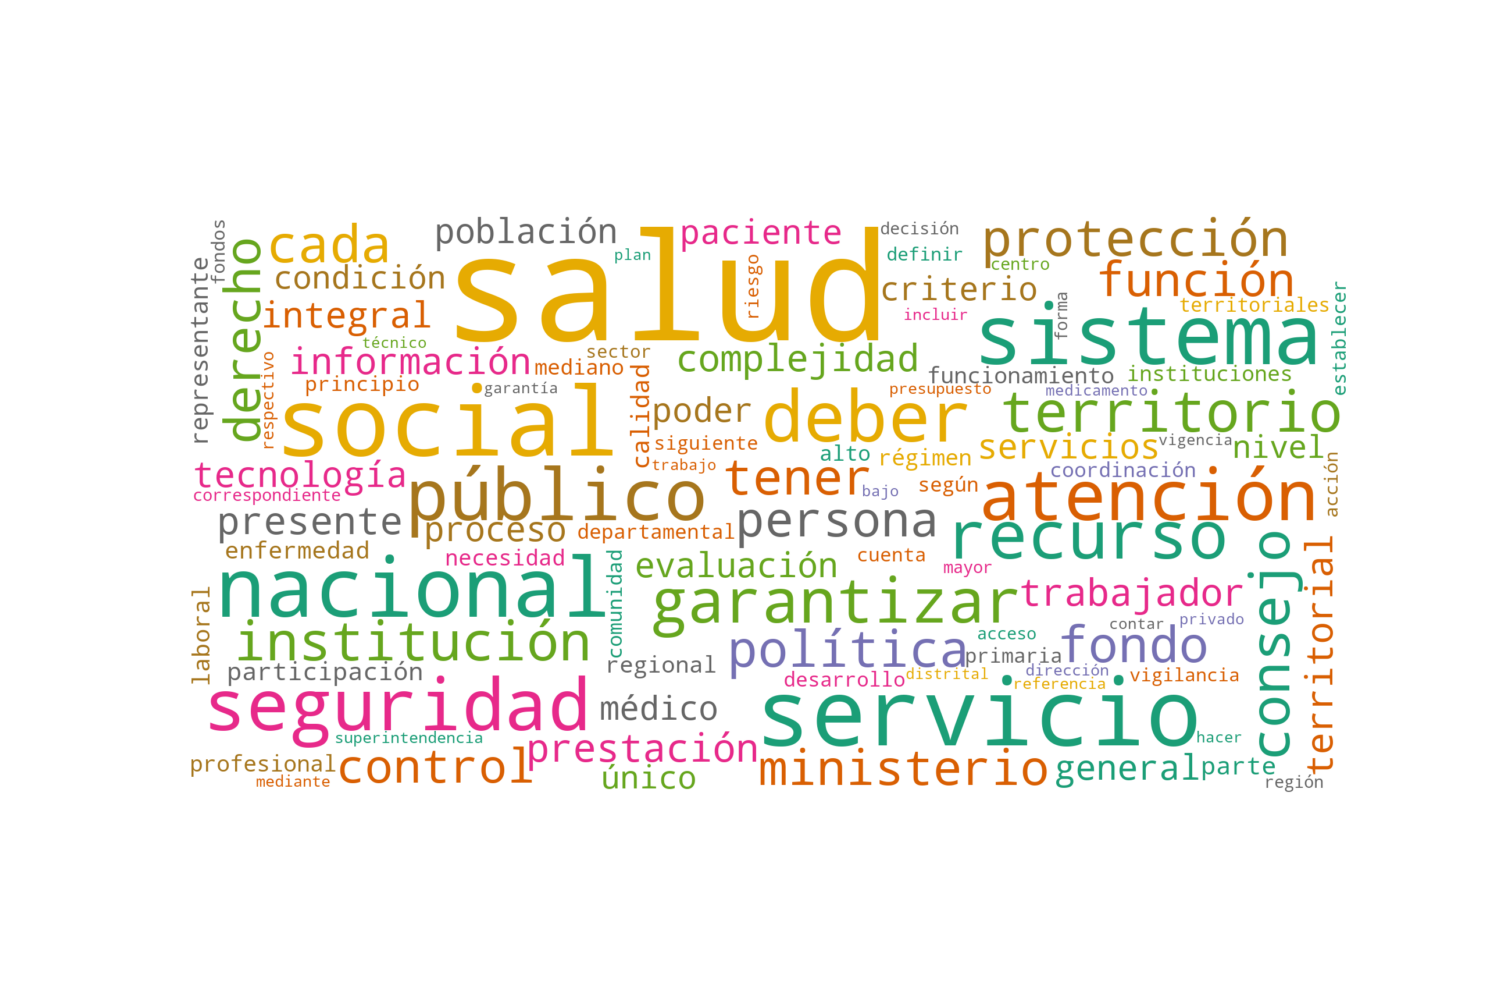 fondos
cada
población
salud
paciente
decisión
protección
derecho
plan
definir
centro
función
representante
condición
riesgo
criterio
integral
incluir
sistema
forma
territoriales
establecer
técnico
información
sector
mediano
complejidad
funcionamiento
instituciones
respectivo
principio
garantía
calidad
presupuesto
medicamento
social
poder
deber
territorio
siguiente
alto
régimen
servicios
vigencia
nivel
tecnología
trabajo
tener
bajo
según
coordinación
acción
correspondiente
público
atención
presente
proceso
departamental
persona
recurso
enfermedad
necesidad
comunidad
evaluación
cuenta
mayor
consejo
territorial
nacional
garantizar
trabajador
laboral
institución
política
acceso
contar
privado
primaria
fondo
participación
regional
desarrollo
distrital
dirección
referencia
vigilancia
seguridad
médico
servicio
superintendencia
prestación
hacer
profesional
mediante
control
único
ministerio
general
parte
región